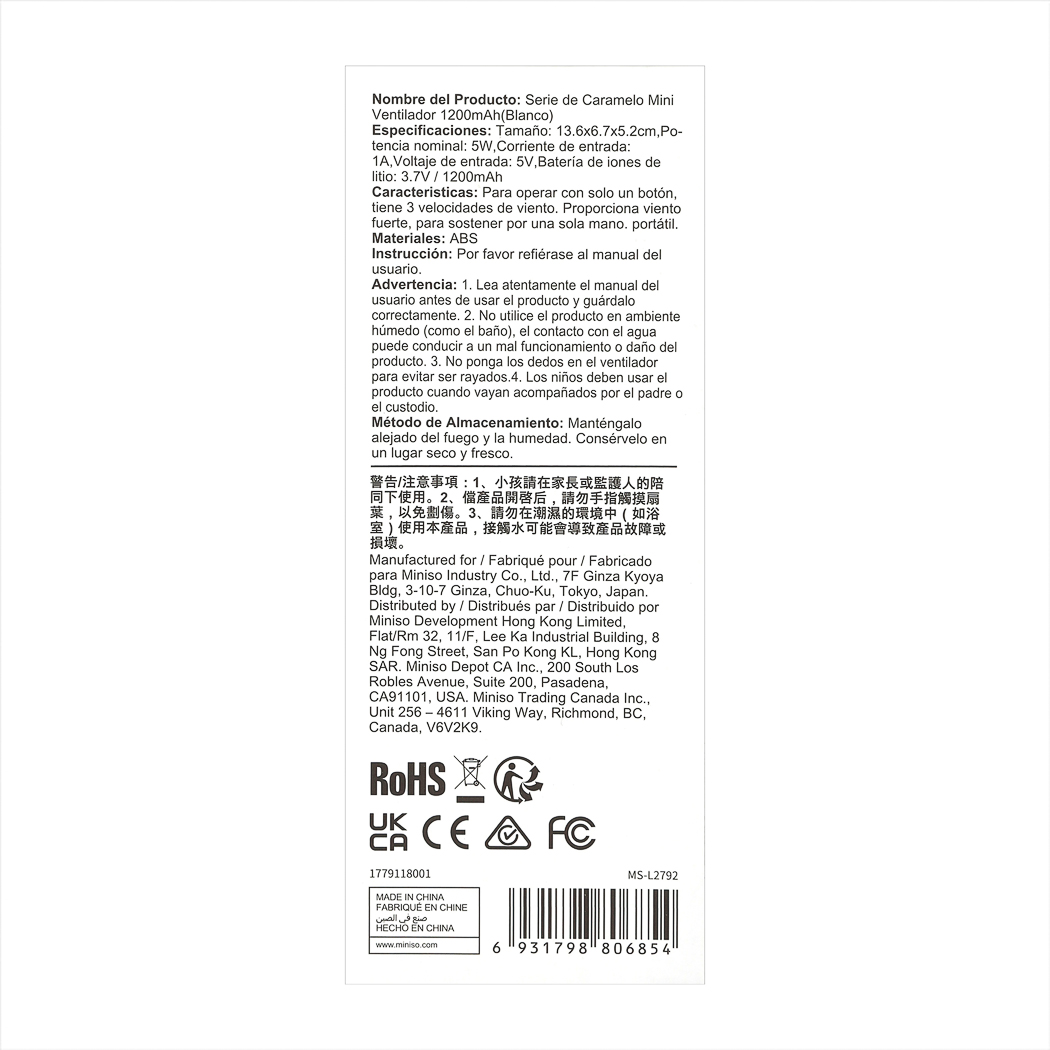 Nombre del Producto: Serie de Caramelo Mini
Ventilador 1200mAh(Blanco)
Especificaciones: Tamaño: 13.6x6.7x5.2cm,Po-
tencia nominal: 5W,Corriente de entrada:
1A,Voltaje de entrada: 5V,Batería de iones de
litio: 3.7V / 1200mAh
Caracteristicas: Para operar con solo un botón,
tiene 3 velocidades de viento. Proporciona viento
fuerte, para sostener por una sola mano. portátil.
Materiales: ABS
Instrucción: Por favor refiérase al manual del
usuario.
Advertencia: 1. Lea atentamente el manual del
usuario antes de usar el producto y guárdalo
correctamente. 2. No utilice el producto en ambiente
húmedo (como el baño), el contacto con el agua
puede conducir a un mal funcionamiento o daño del
producto. 3. No ponga los dedos en el ventilador
para evitar ser rayados.4. Los niños deben usar el
producto cuando vayan acompañados por el padre o
el custodio.
Método de Almacenamiento: Manténgalo
alejado del fuego y la humedad. Consérvelo en
un lugar seco y fresco.
警告/注意事項：1、小孩請在家長或監護人的陪
同下使用。2、儅產品開啓后，請勿手指觸摸扇
葉，以免劃傷。3、請勿在潮濕的環境中（如浴
室）使用本產品，接觸水可能會導致產品故障或
損壞。
Manufactured for / Fabriqué pour / Fabricado
para Miniso Industry Co., Ltd., 7F Ginza Kyoya
Bldg, 3-10-7 Ginza, Chuo-Ku, Tokyo, Japan.
Distributed by / Distribués par / Distribuido por
Miniso Development Hong Kong Limited,
Flat/Rm 32, 11/F, Lee Ka Industrial Building, 8
Ng Fong Street, San Po Kong KL, Hong Kong
SAR. Miniso Depot CA Inc., 200 South Los
Robles Avenue, Suite 200, Pasadena,
CA91101, USA. Miniso Trading Canada Inc.,
Unit 256 – 4611 Viking Way, Richmond, BC,
Canada, V6V2K9.
RoHS
UK
CA CE FC
1779118001 MS-L2792
MADE IN CHINA
FABRIQUÉ EN CHINE
صنع في الصين
HECHO EN CHINA
www.miniso.com
6 931798 806854